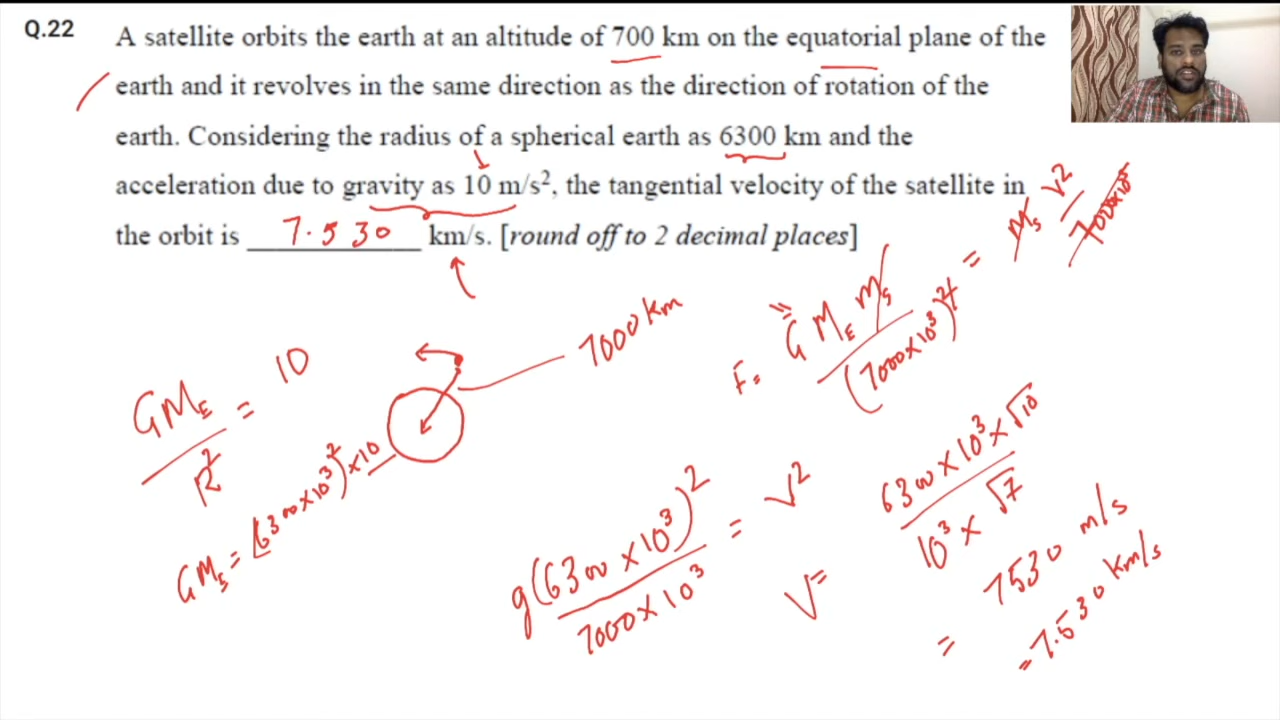 Q.22
A satellite orbits the earth at an altitude of 700 km on the equatorial plane of the
earth and it revolves in the same direction as the direction of rotation of the
earth. Considering the radius of a spherical earth as 6300 km and the
acceleration due to gravity as 10 m/s², the tangential velocity of the satellite in
the orbit is 7.530 km/s. [round off to 2 decimal places]
7000 km
GM_E / R² = 10
GM_E = (6300×10³)² ×10
F = G M_E M_s / (7000×10³)² = M_s V² / 7000×10³
g(6300×10³)² / 7000×10³ = V²
V = 6300×10³×√10 / 10³×√7
= 7530 m/s
= 7.530 km/s